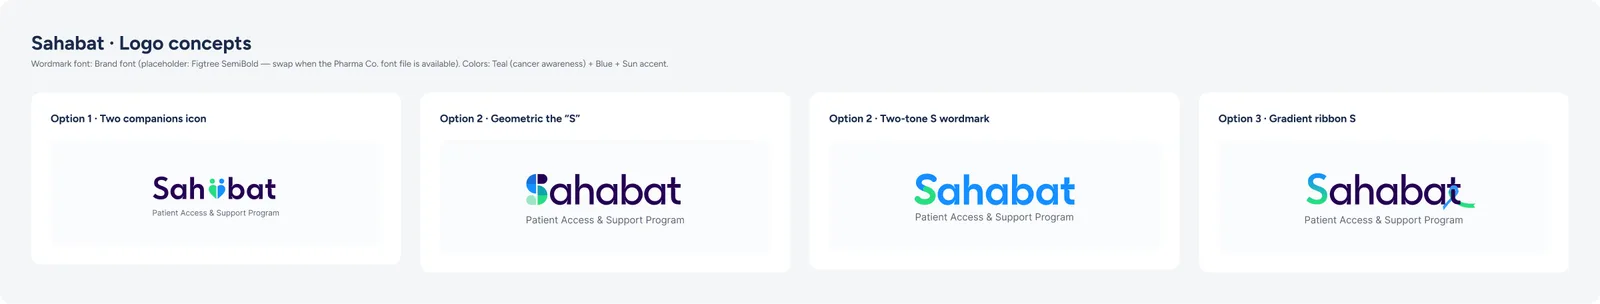 Sahabat · Logo concepts
Wordmark font: Brand font (placeholder: Figtree SemiBold — swap when the Pharma Co. font file is available). Colors: Teal (cancer awareness) + Blue + Sun accent.
Option 1 · Two companions icon
Sahabat
Patient Access & Support Program
Option 2 · Geometric the “S”
Sahabat
Patient Access & Support Program
Option 2 · Two-tone S wordmark
Sahabat
Patient Access & Support Program
Option 3 · Gradient ribbon S
Sahabat
Patient Access & Support Program